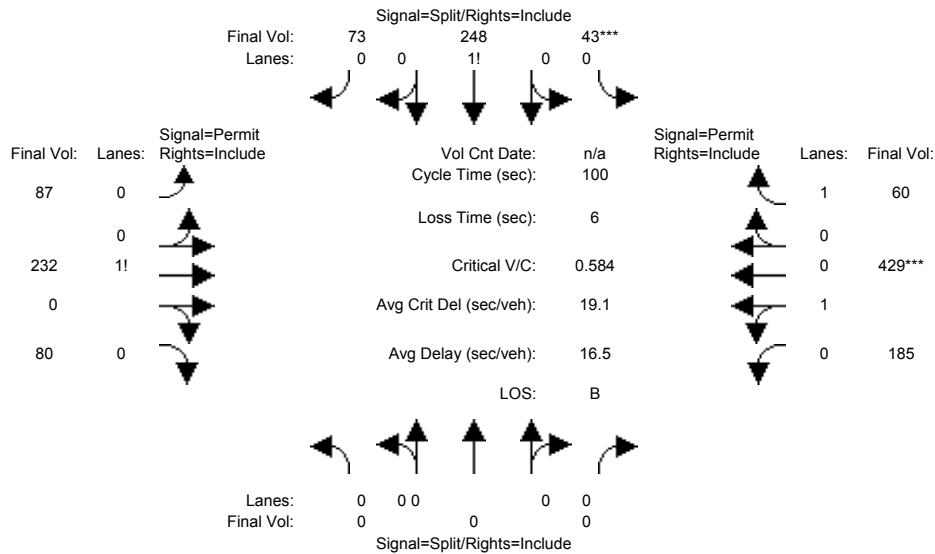 Signal=Split/Rights=Include
Final Vol: 73 248 43***
Lanes: 0 0 1! 0 0
Signal=Permit Signal=Permit
Final Vol: Lanes: Rights=Include Vol Cnt Date: n/a Rights=Include Lanes: Final Vol:
Cycle Time (sec): 100
87 0 1 60
Loss Time (sec): 6
0 0
232 1! Critical V/C: 0.584 0 429***
0 Avg Crit Del (sec/veh): 19.1 1
80 0 Avg Delay (sec/veh): 16.5 0 185
LOS: B
Lanes: 0 0 0 0 0
Final Vol: 0 0 0
Signal=Split/Rights=Include